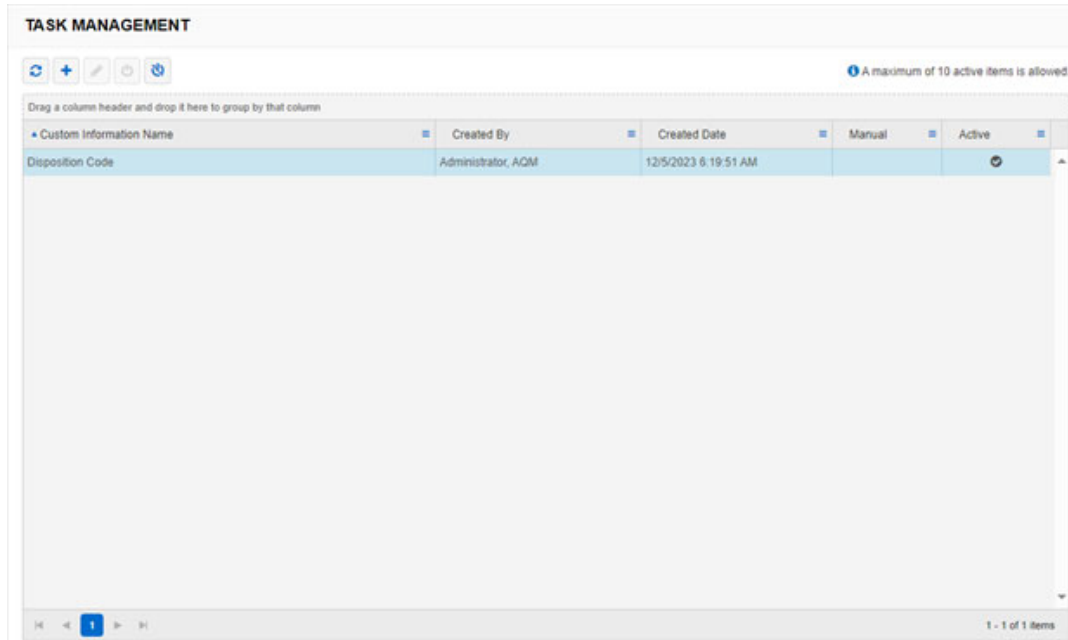 TASK MANAGEMENT
A maximum of 10 active items is allowed
Drag a column header and drop it here to group by that column
Custom Information Name Created By Created Date Manual Active
Disposition Code Administrator, AQM 12/5/2023 6:19:51 AM
1 1 - 1 of 1 items